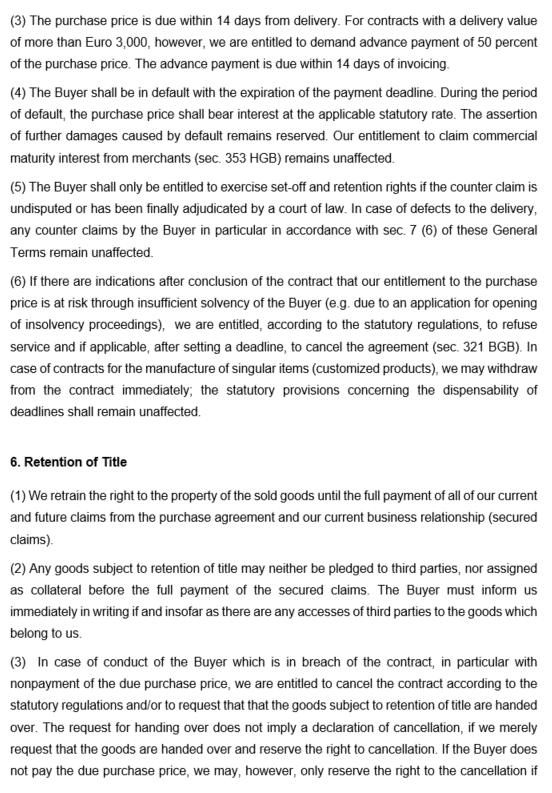 (3) The purchase price is due within 14 days from delivery. For contracts with a delivery value
of more than Euro 3,000, however, we are entitled to demand advance payment of 50 percent
of the purchase price. The advance payment is due within 14 days of invoicing.
(4) The Buyer shall be in default with the expiration of the payment deadline. During the period
of default, the purchase price shall bear interest at the applicable statutory rate. The assertion
of further damages caused by default remains reserved. Our entitlement to claim commercial
maturity interest from merchants (sec. 353 HGB) remains unaffected.
(5) The Buyer shall only be entitled to exercise set-off and retention rights if the counter claim is
undisputed or has been finally adjudicated by a court of law. In case of defects to the delivery,
any counter claims by the Buyer in particular in accordance with sec. 7 (6) of these General
Terms remain unaffected.
(6) If there are indications after conclusion of the contract that our entitlement to the purchase
price is at risk through insufficient solvency of the Buyer (e.g. due to an application for opening
of insolvency proceedings), we are entitled, according to the statutory regulations, to refuse
service and if applicable, after setting a deadline, to cancel the agreement (sec. 321 BGB). In
case of contracts for the manufacture of singular items (customized products), we may withdraw
from the contract immediately; the statutory provisions concerning the dispensability of
deadlines shall remain unaffected.
6. Retention of Title
(1) We retrain the right to the property of the sold goods until the full payment of all of our current
and future claims from the purchase agreement and our current business relationship (secured
claims).
(2) Any goods subject to retention of title may neither be pledged to third parties, nor assigned
as collateral before the full payment of the secured claims. The Buyer must inform us
immediately in writing if and insofar as there are any accesses of third parties to the goods which
belong to us.
(3) In case of conduct of the Buyer which is in breach of the contract, in particular with
nonpayment of the due purchase price, we are entitled to cancel the contract according to the
statutory regulations and/or to request that that the goods subject to retention of title are handed
over. The request for handing over does not imply a declaration of cancellation, if we merely
request that the goods are handed over and reserve the right to cancellation. If the Buyer does
not pay the due purchase price, we may, however, only reserve the right to the cancellation if